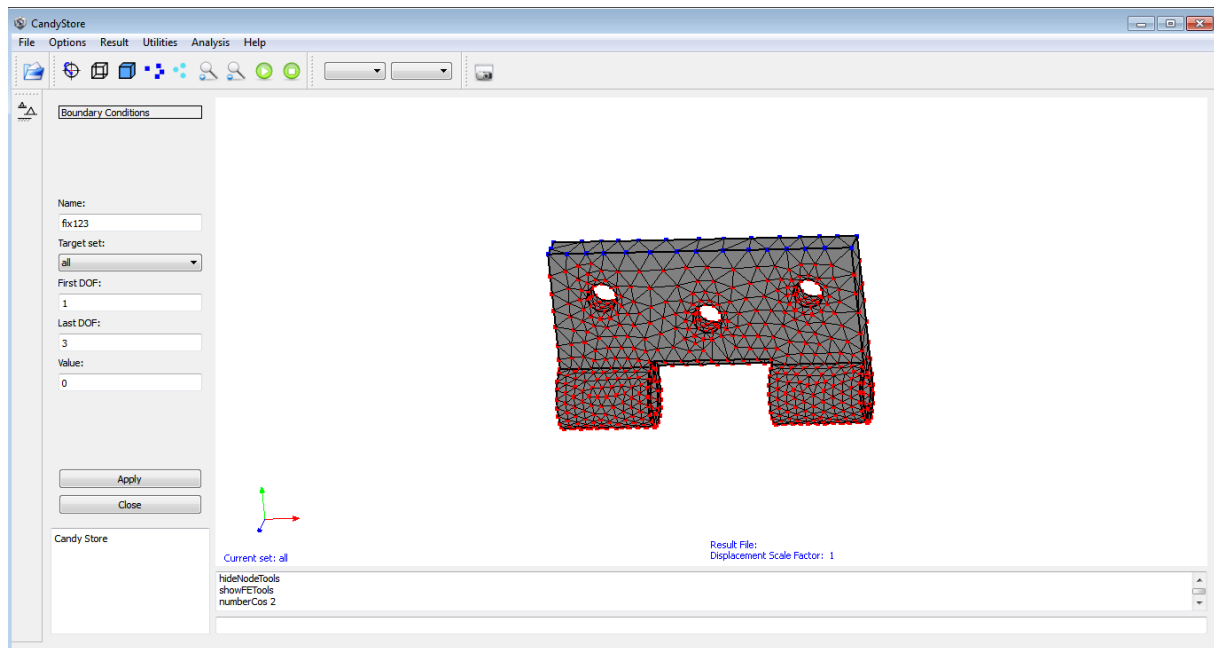 CandyStore
File Options Result Utilities Analysis Help
Boundary Conditions
Name:
fix123
Target set:
all
First DOF:
1
Last DOF:
3
Value:
0
Apply
Close
Candy Store
Current set: all
Result File:
Displacement Scale Factor: 1
hideNodeTools
showFETools
numberCos 2